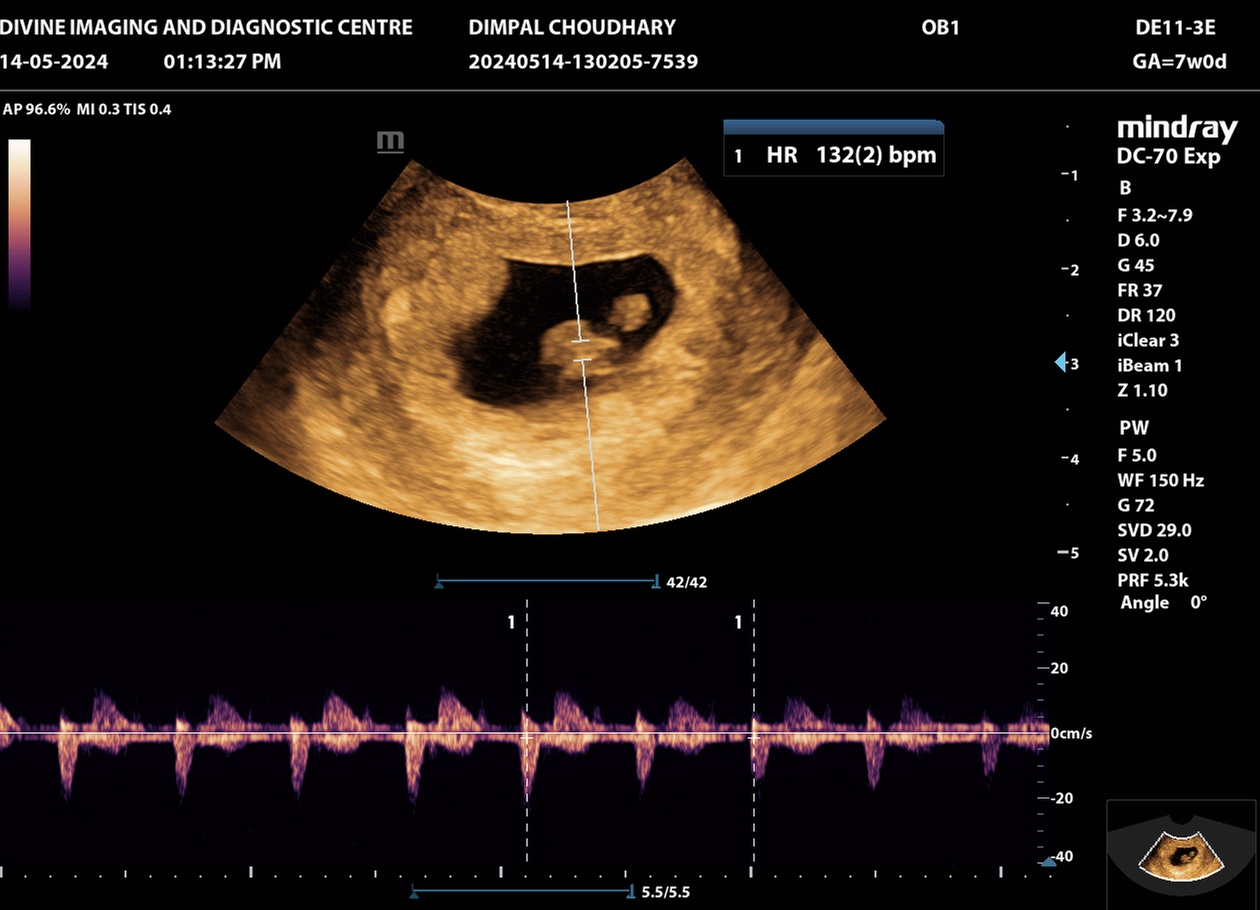 DIVINE IMAGING AND DIAGNOSTIC CENTRE DIMPAL CHOUDHARY OB1 DE11-3E
14-05-2024 01:13:27 PM 20240514-130205-7539 GA=7w0d
AP 96.6% MI 0.3 TIS 0.4
m
1 HR 132(2) bpm
mindray
DC-70 Exp
B
F 3.2~7.9
D 6.0
G 45
FR 37
DR 120
iClear 3
iBeam 1
Z 1.10
PW
F 5.0
WF 150 Hz
G 72
SVD 29.0
SV 2.0
PRF 5.3k
Angle 0°
1
2
3
4
5
42/42
1 1
40
20
0cm/s
-20
-40
5.5/5.5